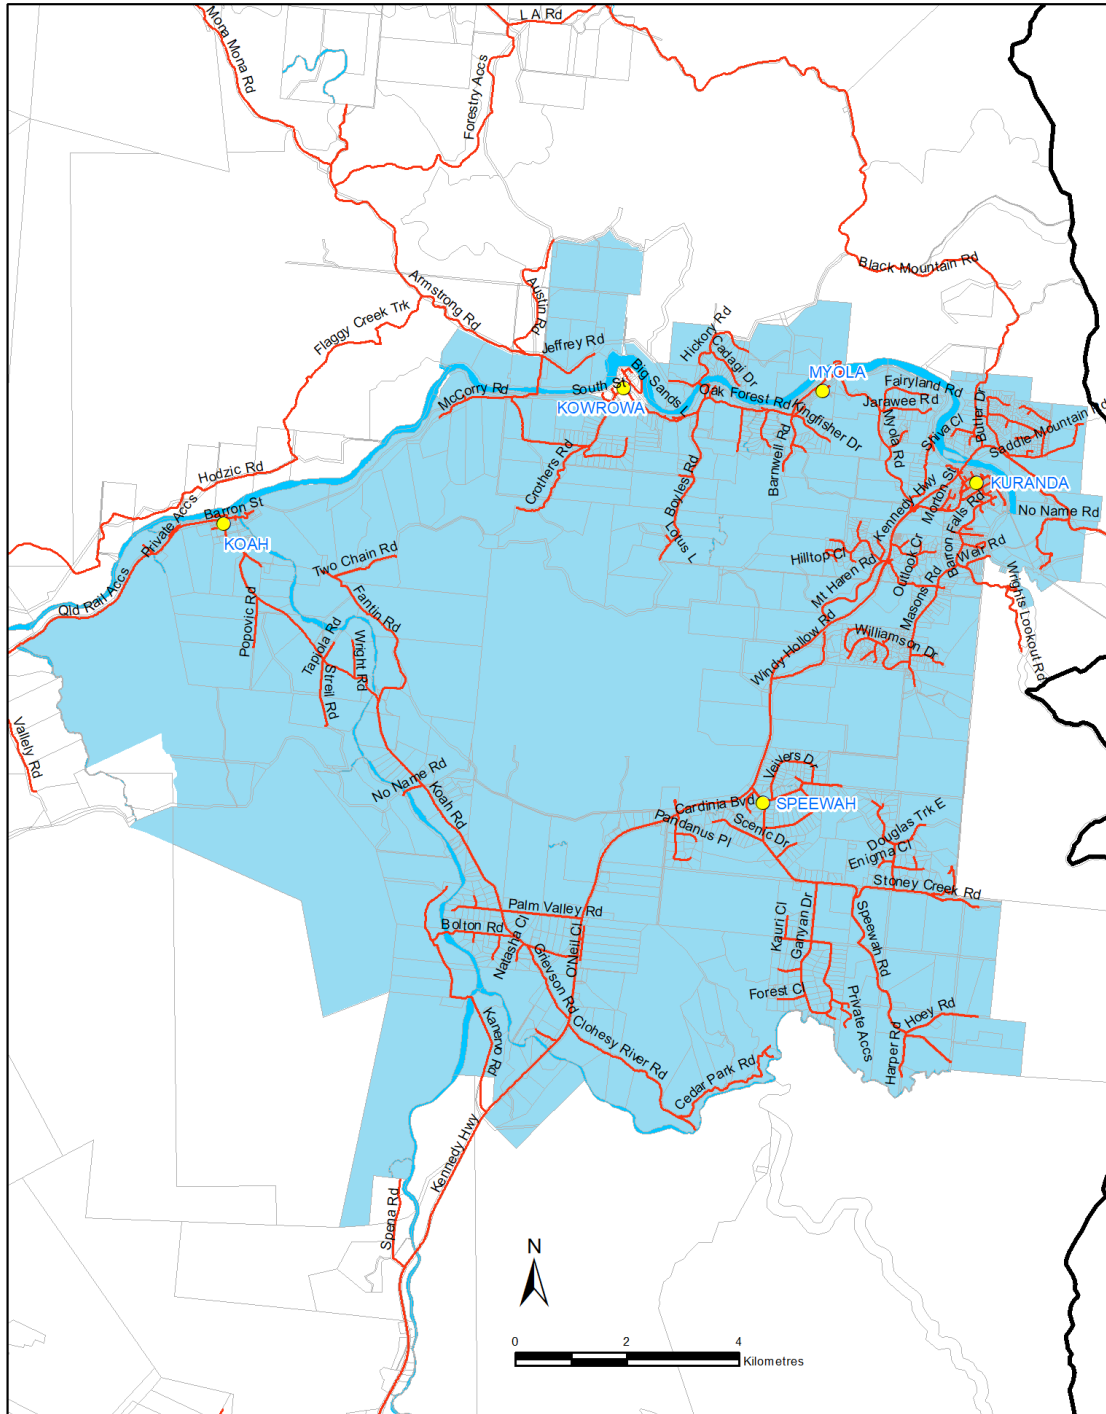 L A Rd
Mona Mona Rd
Forestry Accs
Black Mountain Rd
Armstrong Rd
Austin Rd
Flaggy Creek Trk
Jeffrey Rd
Hickory Rd
Cadagi Dr
Big Sands L
MYOLA
Fairyland Rd
McCorry Rd
South St
KOWROWA
Oak Forest Rd
Kingfisher Dr
Jarawee Rd
Myola Rd
Shiva Cl
Butler Dr
Saddle Mountain Rd
Crothers Rd
Boyles Rd
Barnwell Rd
Hodzic Rd
Kennedy Hwy
Morton St
KURANDA
Private Accs
Barron St
KOAH
Barron Falls Rd
No Name Rd
Lotus L
Hilltop Cl
Outlook Cr
Weir Rd
Two Chain Rd
Mt Haren Rd
Masons Rd
Wrights Lookout Rd
Qld Rail Accs
Popovic Rd
Fantin Rd
Tapiola Rd
Wright Rd
Streil Rd
Windy Hollow Rd
Williamson Dr
Vallely Rd
No Name Rd
Koah Rd
Veivers Dr
Cardinia Bvd
SPEEWAH
Pandanus Pl
Scenic Dr
Douglas Trk E
Enigma Cl
Stoney Creek Rd
Palm Valley Rd
Bolton Rd
Natasha Cl
Grievson Rd
O'Neil Cl
Kauri Cl
Ganyan Dr
Speewah Rd
Forest Cl
Private Accs
Hoey Rd
Harper Rd
Kanervo Rd
Clohesy River Rd
Cedar Park Rd
Kennedy Hwy
Spena Rd
N
0 2 4
Kilometres